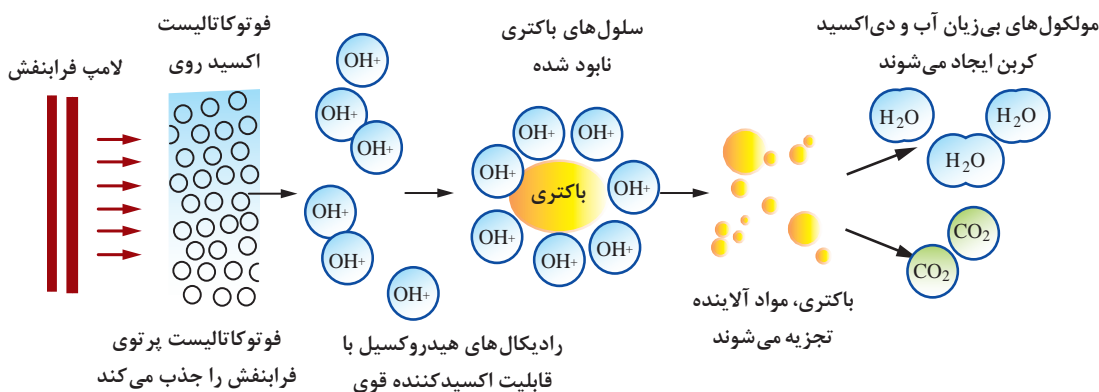 لامپ فرابنفش
فوتوکاتالیست
اکسید روی
فوتوکاتالیست پرتوی
فرابنفش را جذب می‌کند
OH+
OH+
OH+
OH+
OH+
OH+
رادیکال‌های هیدروکسیل با
قابلیت اکسیدکننده قوی
سلول‌های باکتری
نابود شده
OH+
OH+
OH+
OH+
OH+
OH+
OH+
OH+
باکتری
باکتری، مواد آلاینده
تجزیه می‌شوند
مولکول‌های بی‌زیان آب و دی‌اکسید
کربن ایجاد می‌شوند
H₂O
H₂O
H₂O
CO₂
CO₂